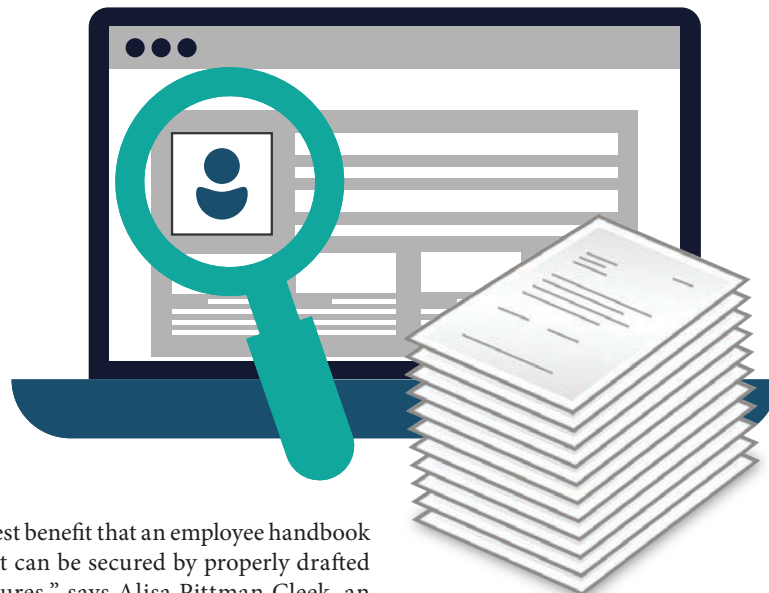 est benefit that an employee handbook
t can be secured by properly drafted
ures,” says Alisa Pittman Cleek, an